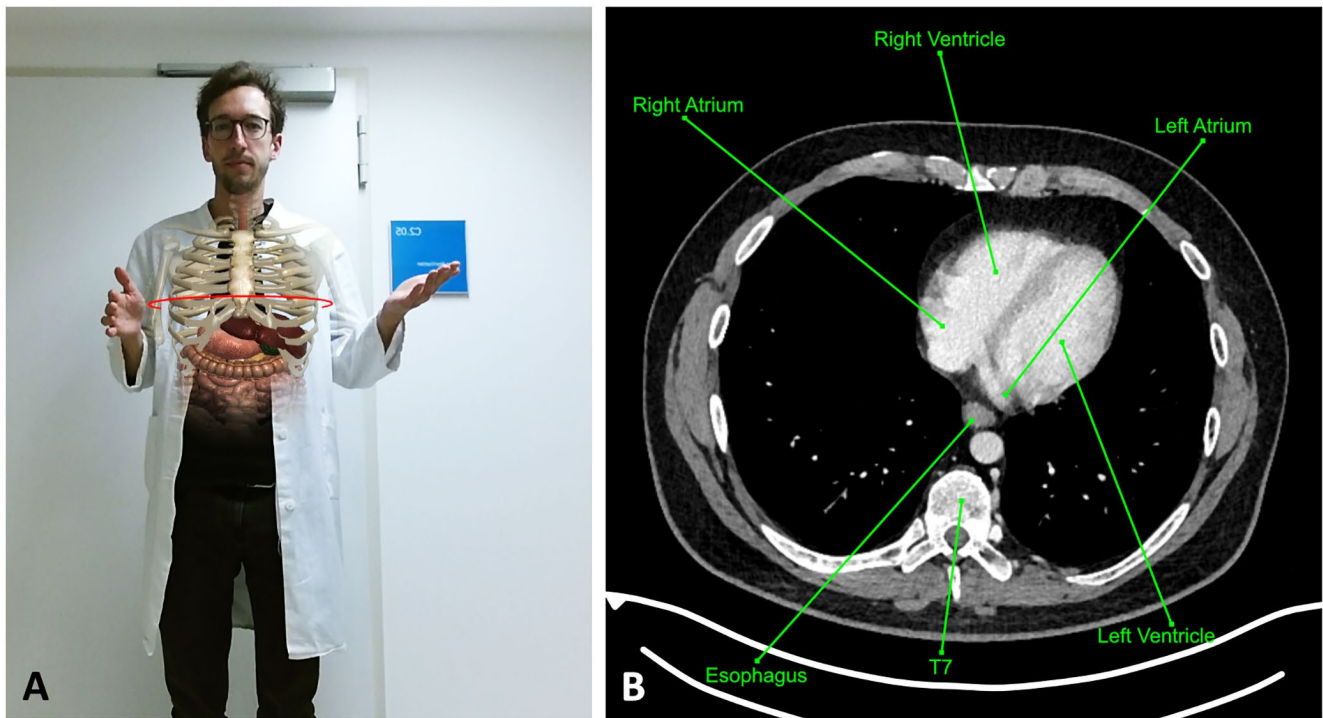 C2.05
Right Ventricle
Right Atrium
Left Atrium
Left Ventricle
T7
Esophagus
A
B